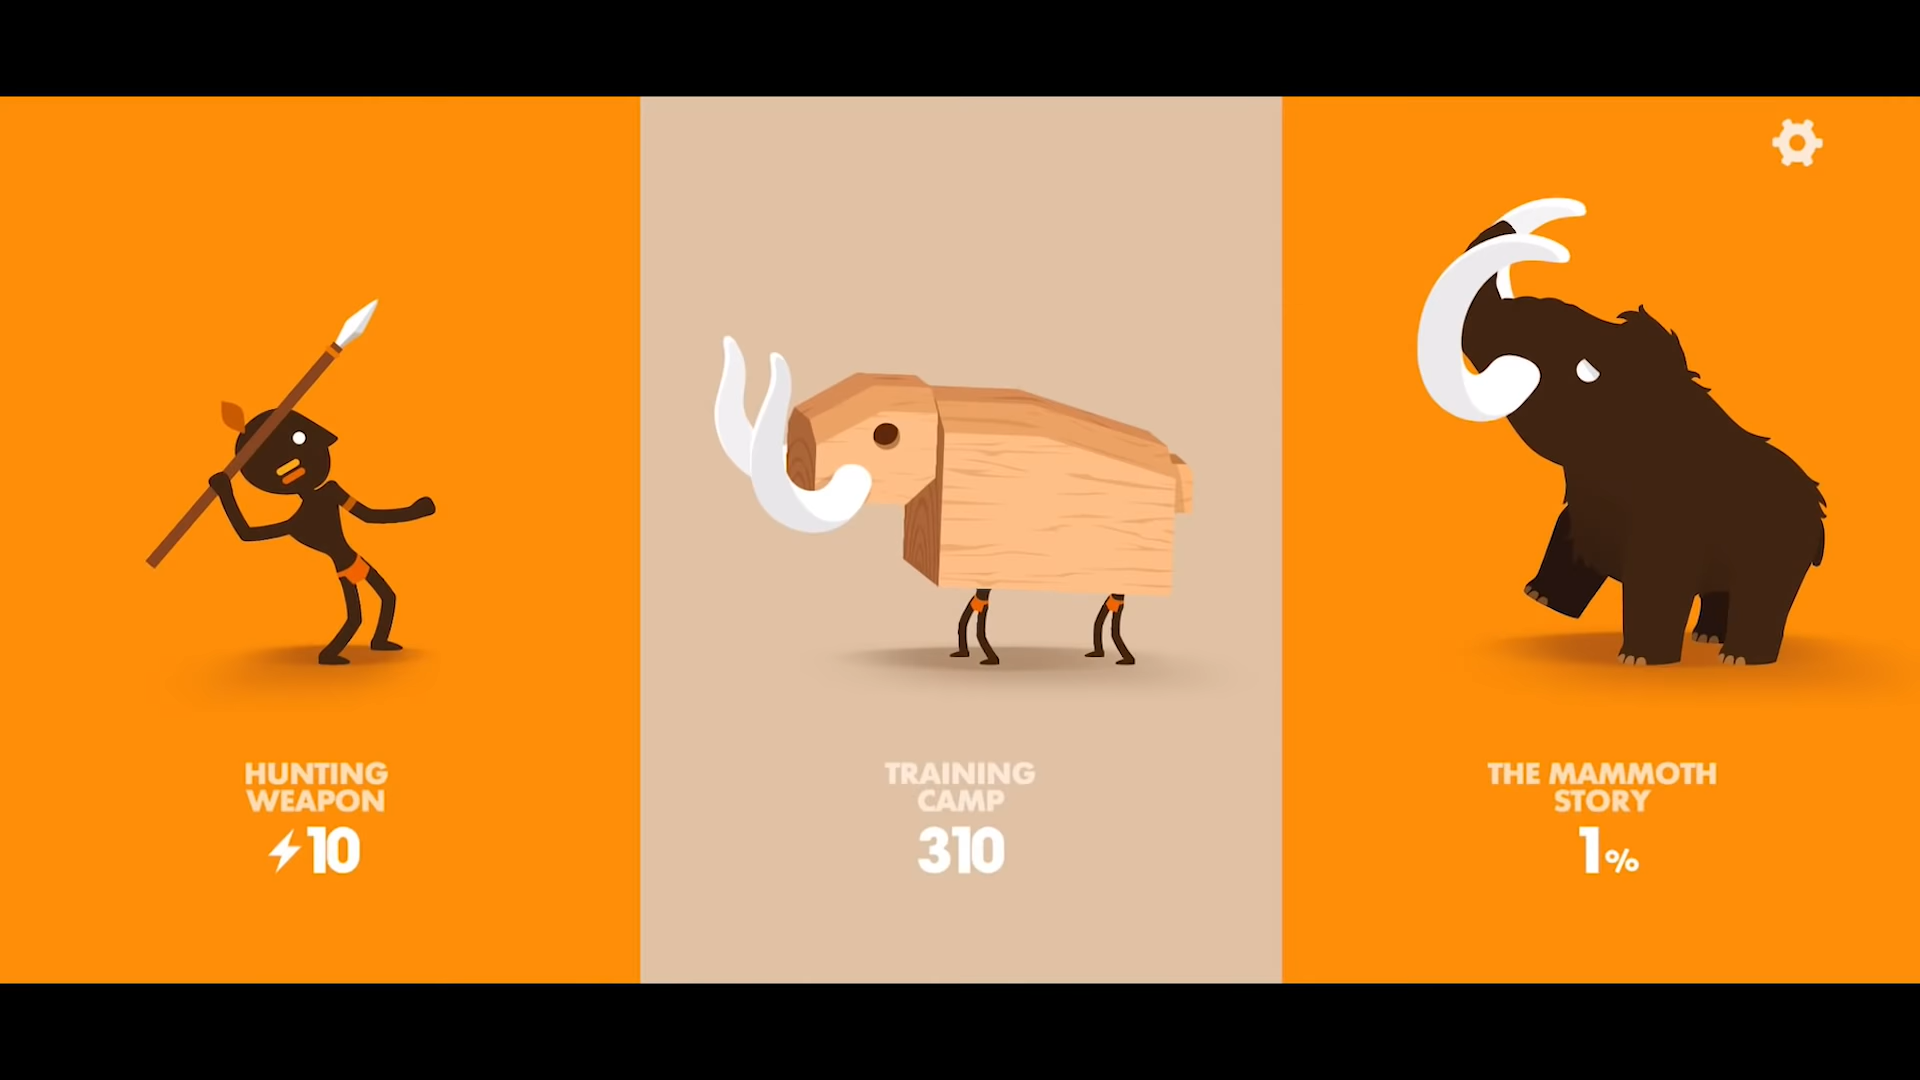 HUNTING
WEAPON
10
TRAINING
CAMP
310
THE MAMMOTH
STORY
1%